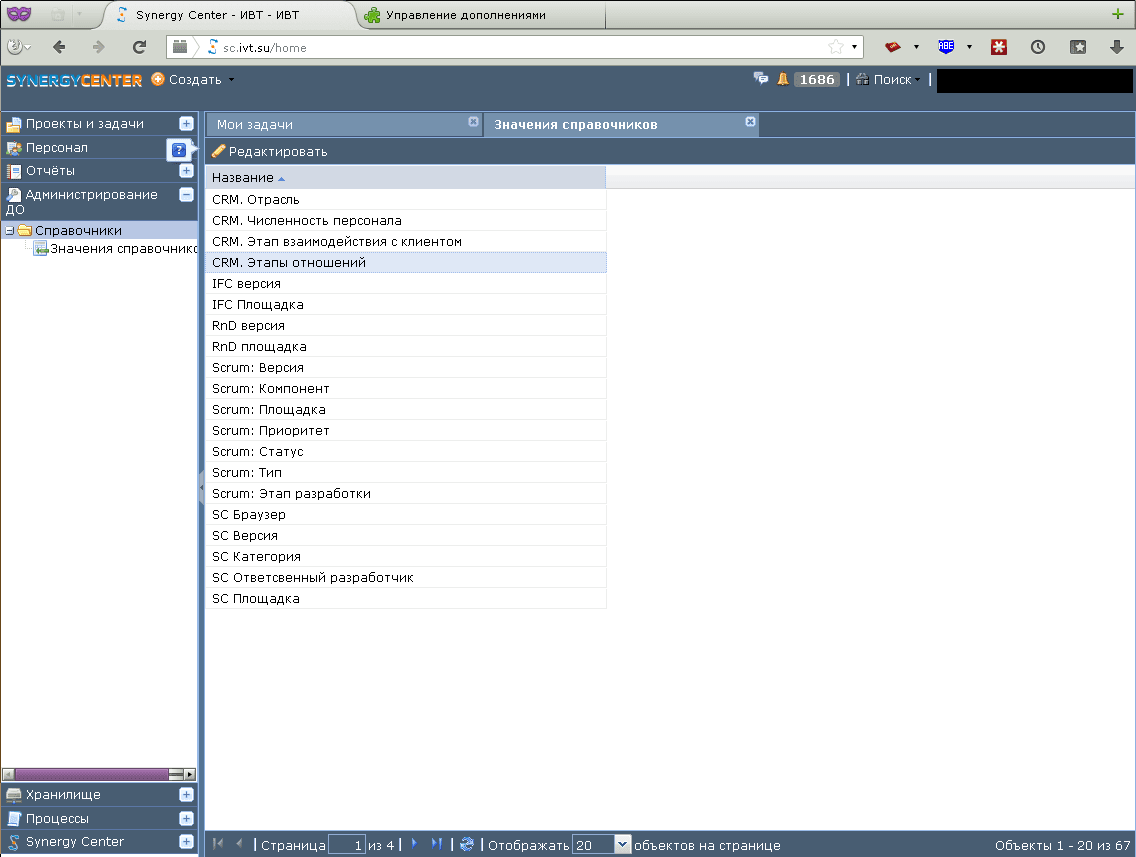 Synergy Center - ИВТ - ИВТ
Управление дополнениями
sc.ivt.su/home
ABE
SYNERGYCENTER
Создать
1686
Поиск
Проекты и задачи
Персонал
Отчёты
Администрирование
ДО
Справочники
Значения справочнико
Хранилище
Процессы
Synergy Center
Мои задачи
Значения справочников
Редактировать
Название
CRM. Отрасль
CRM. Численность персонала
CRM. Этап взаимодействия с клиентом
CRM. Этапы отношений
IFC версия
IFC Площадка
RnD версия
RnD площадка
Scrum: Версия
Scrum: Компонент
Scrum: Площадка
Scrum: Приоритет
Scrum: Статус
Scrum: Тип
Scrum: Этап разработки
SC Браузер
SC Версия
SC Категория
SC Ответсвенный разработчик
SC Площадка
Страница 1 из 4 Отображать 20 объектов на странице Объекты 1 - 20 из 67